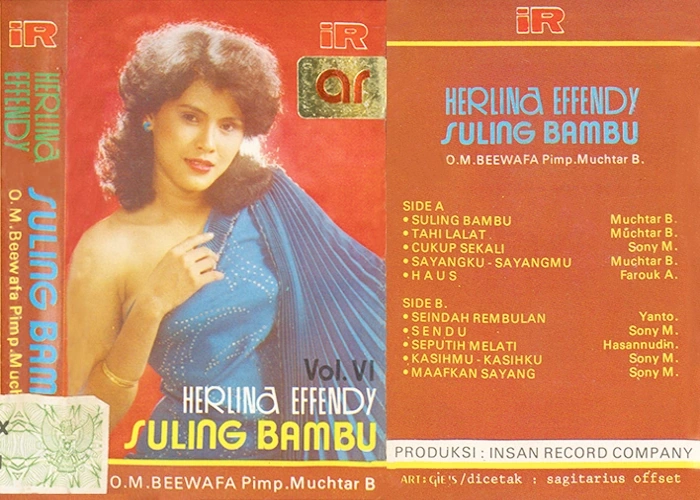 iR
HERLINA EFFENDY
SULING BAMBU
O.M.Beewafa Pimp.Much
iR
ar
Vol. VI
HERLINA EFFENDY
SULING BAMBU
O.M.BEEWAFA Pimp.Muchtar B
iR
HERLINA EFFENDY
SULING BAMBU
O.M.BEEWAFA Pimp.Muchtar B.
SIDE A
• SULING BAMBU Muchtar B.
• TAHI LALAT Muchtar B.
• CUKUP SEKALI Sony M.
• SAYANGKU - SAYANGMU Muchtar B.
• H A U S Farouk A.
SIDE B.
• SEINDAH REMBULAN Yanto.
• S E N D U Sony M.
• SEPUTIH MELATI Hasannudin.
• KASIHMU - KASIHKU Sony M.
• MAAFKAN SAYANG Sony M.
PRODUKSI : INSAN RECORD COMPANY
ART: GIE'S/dicetak : sagitarius offset